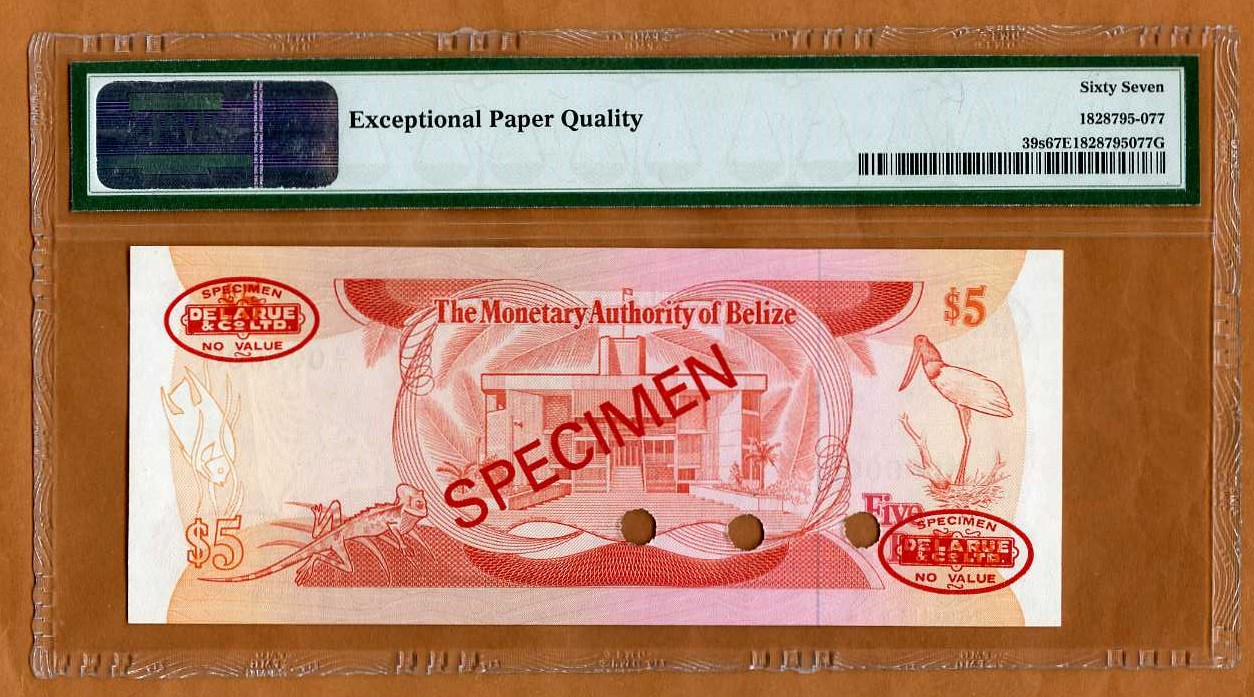 Sixty Seven
Exceptional Paper Quality
1828795-077
39s67E1828795077G
The Monetary Authority of Belize
$5
SPECIMEN
DE LA RUE
& Co LTD.
NO VALUE
SPECIMEN
$5
Five
SPECIMEN
DE LA RUE
& Co LTD.
NO VALUE